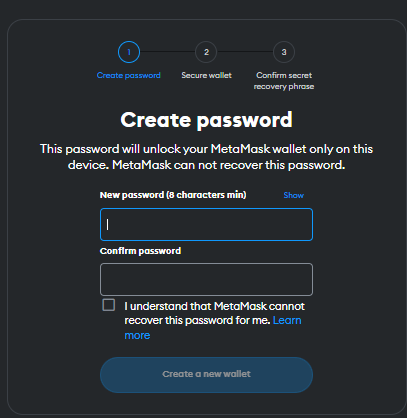 1 2 3
Create password Secure wallet Confirm secret
recovery phrase
Create password
This password will unlock your MetaMask wallet only on this
device. MetaMask can not recover this password.
New password (8 characters min) Show
Confirm password
I understand that MetaMask cannot
recover this password for me. Learn
more
Create a new wallet